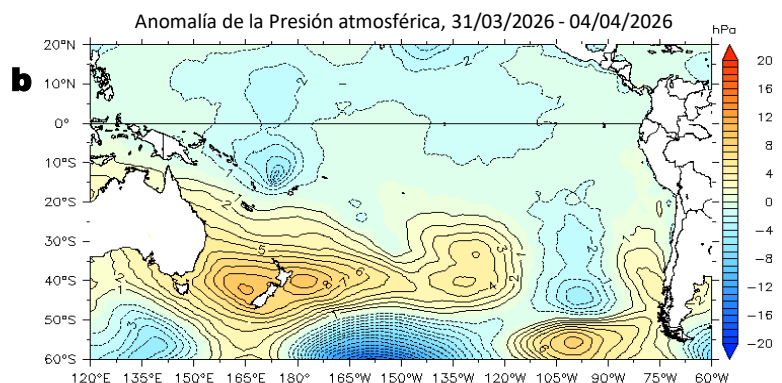 Anomalía de la Presión atmosférica, 31/03/2026 - 04/04/2026
hPa
b
20°N
10°N
0°
10°S
20°S
30°S
40°S
50°S
60°S
120°E 135°E 150°E 165°E 180° 165°W 150°W 135°W 120°W 105°W 90°W 75°W 60°W
20
16
12
8
4
0
−4
−8
−12
−16
−20